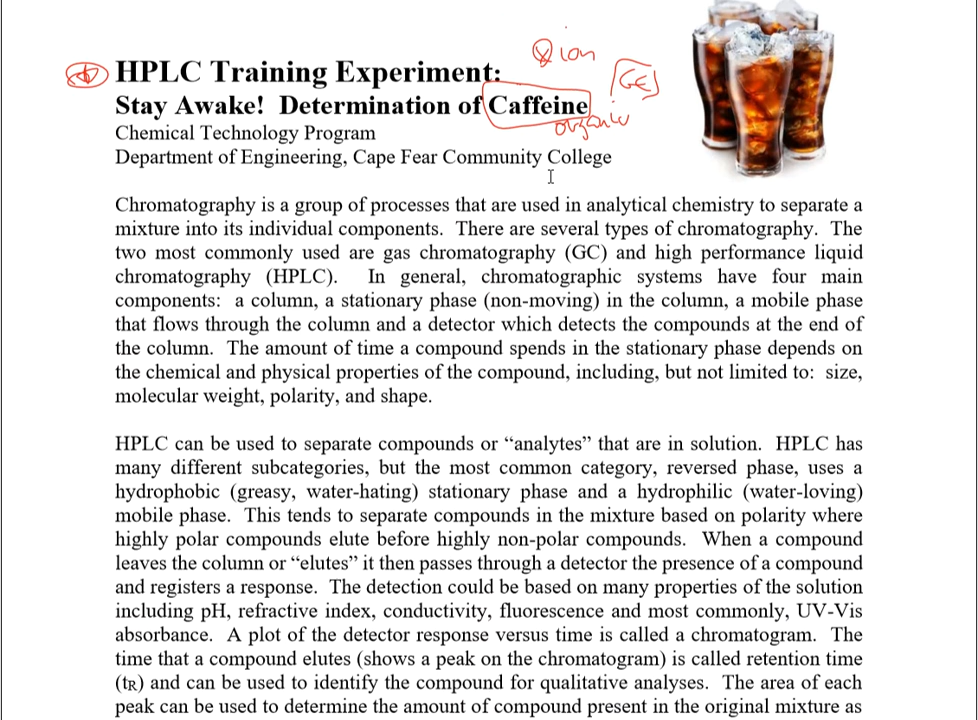 ion
GC
HPLC Training Experiment:
Stay Awake!  Determination of Caffeine
organic
Chemical Technology Program
Department of Engineering, Cape Fear Community College
Chromatography is a group of processes that are used in analytical chemistry to separate a
mixture into its individual components.  There are several types of chromatography.  The
two most commonly used are gas chromatography (GC) and high performance liquid
chromatography (HPLC).  In general, chromatographic systems have four main
components:  a column, a stationary phase (non-moving) in the column, a mobile phase
that flows through the column and a detector which detects the compounds at the end of
the column.  The amount of time a compound spends in the stationary phase depends on
the chemical and physical properties of the compound, including, but not limited to:  size,
molecular weight, polarity, and shape.
HPLC can be used to separate compounds or “analytes” that are in solution.  HPLC has
many different subcategories, but the most common category, reversed phase, uses a
hydrophobic (greasy, water-hating) stationary phase and a hydrophilic (water-loving)
mobile phase.  This tends to separate compounds in the mixture based on polarity where
highly polar compounds elute before highly non-polar compounds.  When a compound
leaves the column or “elutes” it then passes through a detector the presence of a compound
and registers a response.  The detection could be based on many properties of the solution
including pH, refractive index, conductivity, fluorescence and most commonly, UV-Vis
absorbance.  A plot of the detector response versus time is called a chromatogram.  The
time that a compound elutes (shows a peak on the chromatogram) is called retention time
(tR) and can be used to identify the compound for qualitative analyses.  The area of each
peak can be used to determine the amount of compound present in the original mixture as